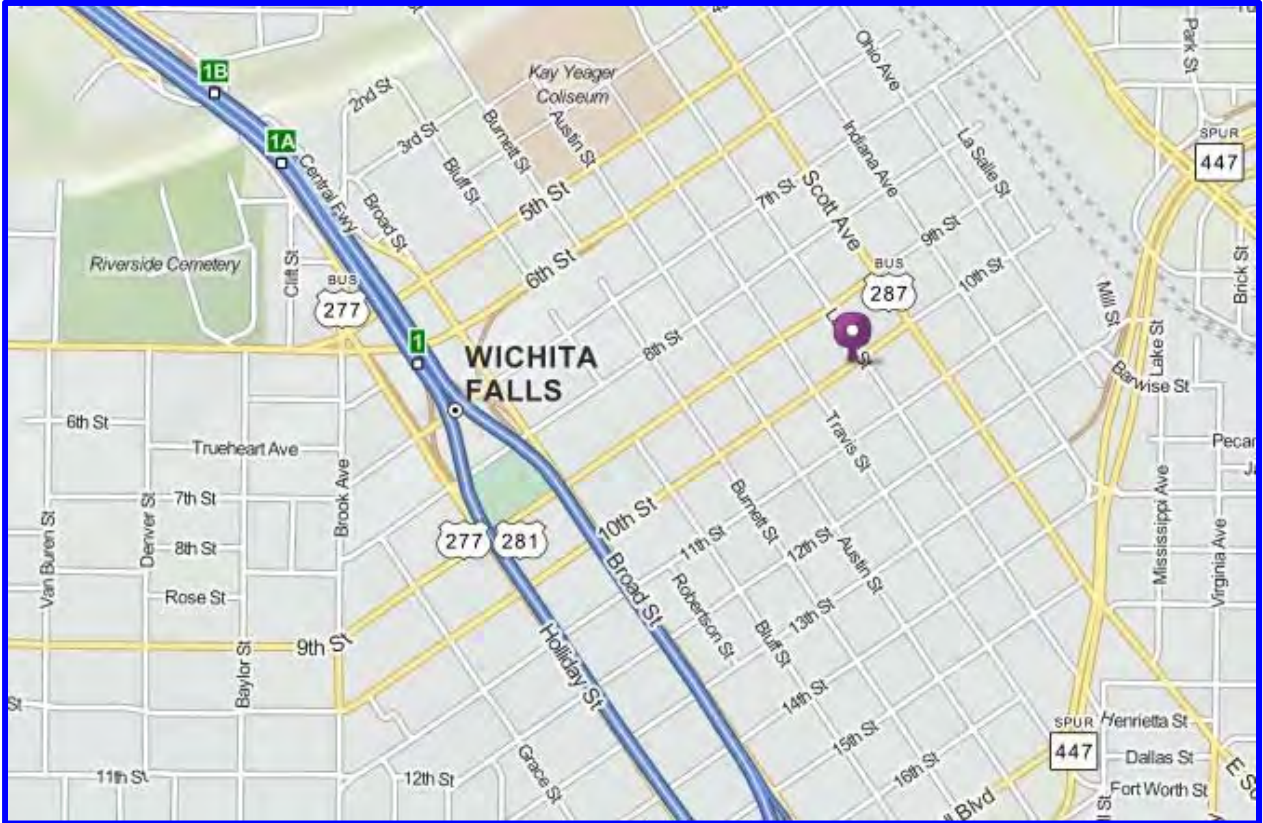 1B
1A
Kay Yeager
Coliseum
2nd St
3rd St
Burnett St
Austin St
Bluff St
Ohio Ave
Park St
SPUR
447
Indiana Ave
La Salle St
Central Fwy
Broad St
5th St
7th St
Scott Ave
Riverside Cemetery
Clift St
6th St
9th St
10th St
BUS
277
BUS
287
Mill St
Brick St
Lake St
1
WICHITA
FALLS
8th St
St
Barwise St
6th St
Trueheart Ave
Travis St
7th St
Denver St
Brook Ave
8th St
277
281
10th St
Burnett St
11th St
12th St
Austin St
Mississippi Ave
Virginia Ave
Van Buren St
Rose St
Broad St
Robertson St
13th St
Bluff St
9th St
Baylor St
Holliday St
14th St
St
15th St
SPUR
447
Henrietta St
Dallas St
Fort Worth St
11th St
12th St
Grace St
16th St
Blvd
St